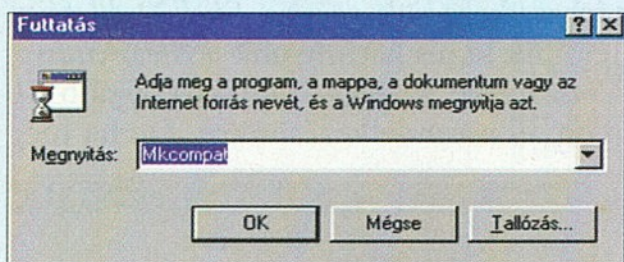 Futtatás
Adja meg a program, a mappa, a dokumentum vagy az
Internet forrás nevét, és a Windows megnyitja azt.
Megnyitás: Mkcompat
OK Mégse Tallózás...